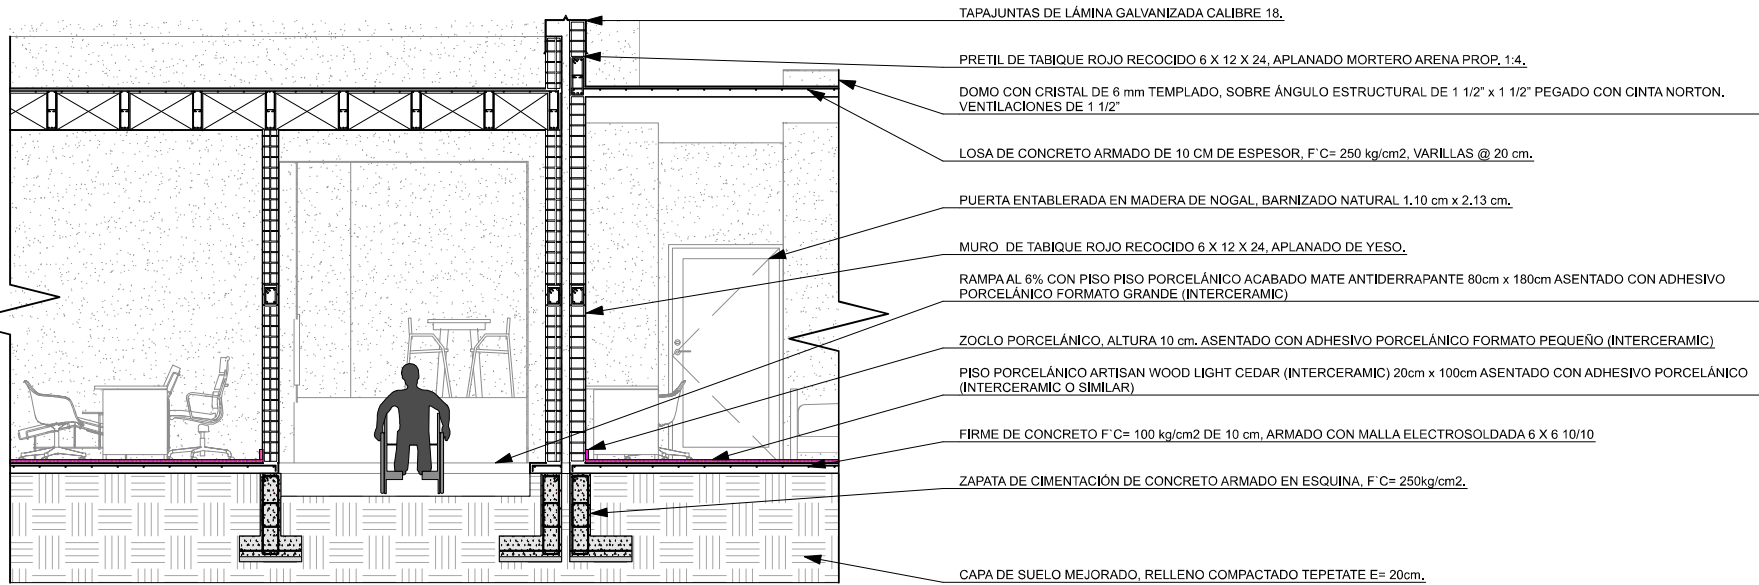 TAPAJUNTAS DE LÁMINA GALVANIZADA CALIBRE 18.
PRETIL DE TABIQUE ROJO RECOCIDO 6 X 12 X 24, APLANADO MORTERO ARENA PROP. 1:4.
DOMO CON CRISTAL DE 6 mm TEMPLADO, SOBRE ÁNGULO ESTRUCTURAL DE 1 1/2" x 1 1/2" PEGADO CON CINTA NORTON.
VENTILACIONES DE 1 1/2"
LOSA DE CONCRETO ARMADO DE 10 CM DE ESPESOR, F`C= 250 kg/cm2, VARILLAS @ 20 cm.
PUERTA ENTABLERADA EN MADERA DE NOGAL, BARNIZADO NATURAL 1.10 cm x 2.13 cm.
MURO DE TABIQUE ROJO RECOCIDO 6 X 12 X 24, APLANADO DE YESO.
RAMPA AL 6% CON PISO PISO PORCELÁNICO ACABADO MATE ANTIDERRAPANTE 80cm x 180cm ASENTADO CON ADHESIVO
PORCELÁNICO FORMATO GRANDE (INTERCERAMIC)
ZOCLO PORCELÁNICO, ALTURA 10 cm. ASENTADO CON ADHESIVO PORCELÁNICO FORMATO PEQUEÑO (INTERCERAMIC)
PISO PORCELÁNICO ARTISAN WOOD LIGHT CEDAR (INTERCERAMIC) 20cm x 100cm ASENTADO CON ADHESIVO PORCELÁNICO
(INTERCERAMIC O SIMILAR)
FIRME DE CONCRETO F`C= 100 kg/cm2 DE 10 cm, ARMADO CON MALLA ELECTROSOLDADA 6 X 6 10/10
ZAPATA DE CIMENTACIÓN DE CONCRETO ARMADO EN ESQUINA, F`C= 250kg/cm2.
CAPA DE SUELO MEJORADO, RELLENO COMPACTADO TEPETATE E= 20cm.